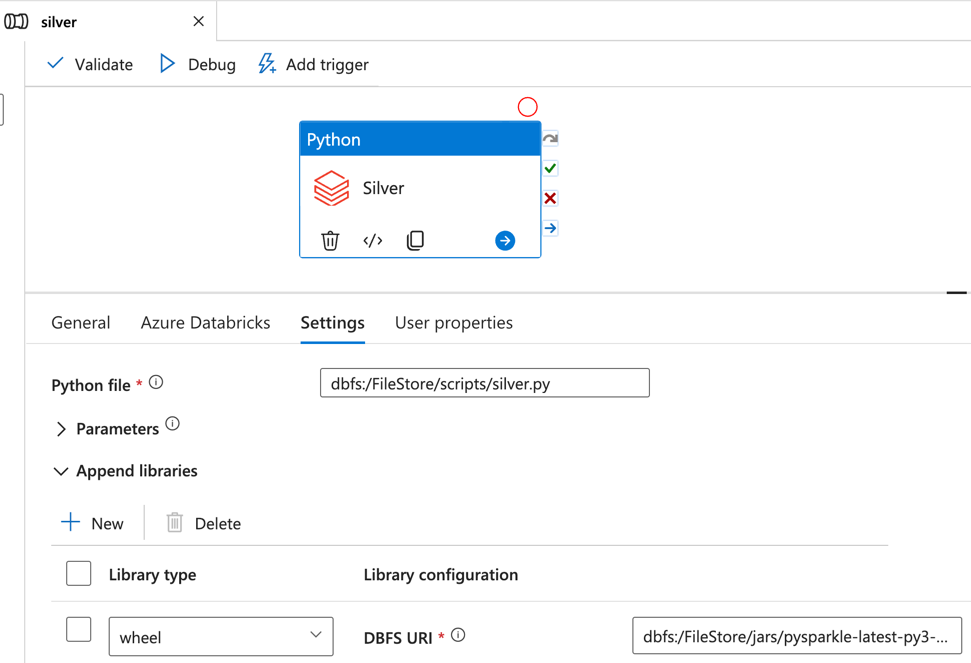 silver
Validate Debug Add trigger
Python
Silver
General Azure Databricks Settings User properties
Python file * dbfs:/FileStore/scripts/silver.py
Parameters
Append libraries
New Delete
Library type Library configuration
wheel DBFS URI * dbfs:/FileStore/jars/pysparkle-latest-py3-...